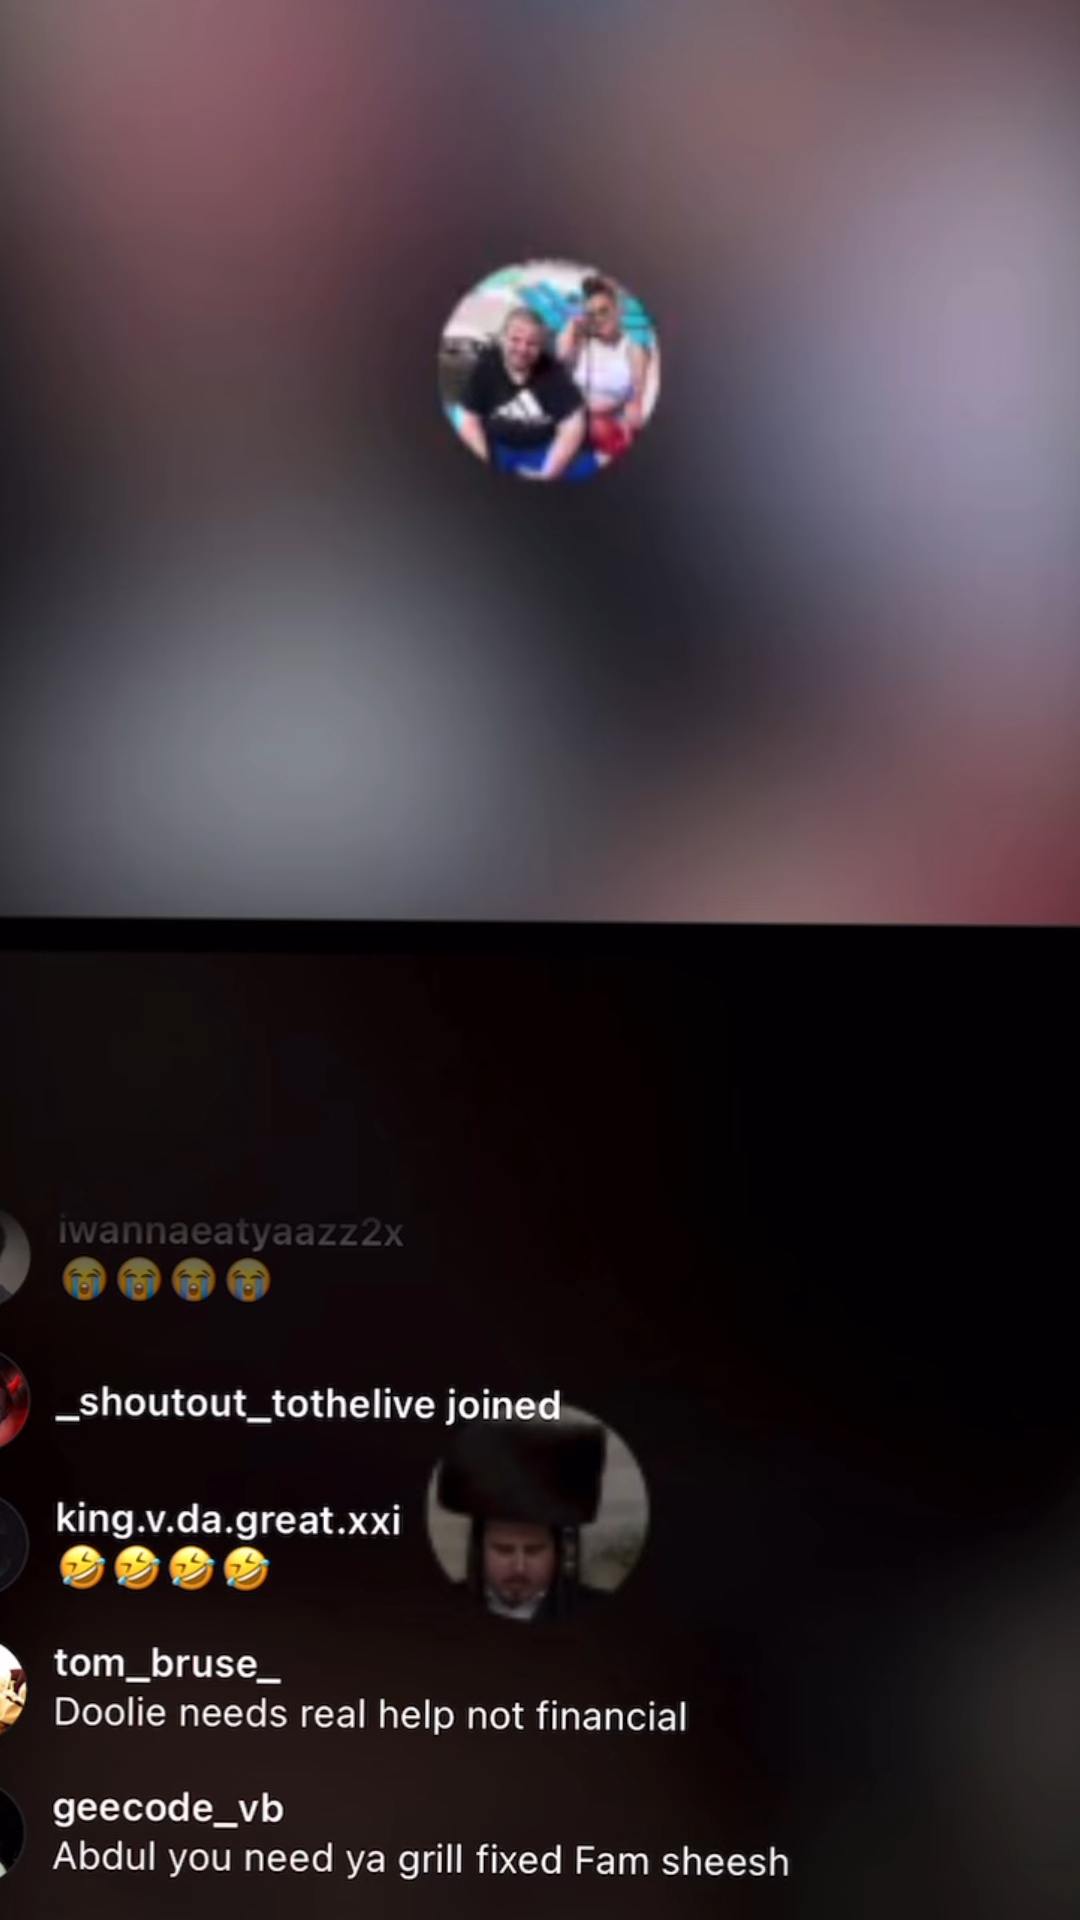 iwannaeatyaazz2x
😭😭😭😭
_shoutout_tothelive joined
king.v.da.great.xxi
🤣🤣🤣🤣
tom_bruse_
Doolie needs real help not financial
geecode_vb
Abdul you need ya grill fixed Fam sheesh